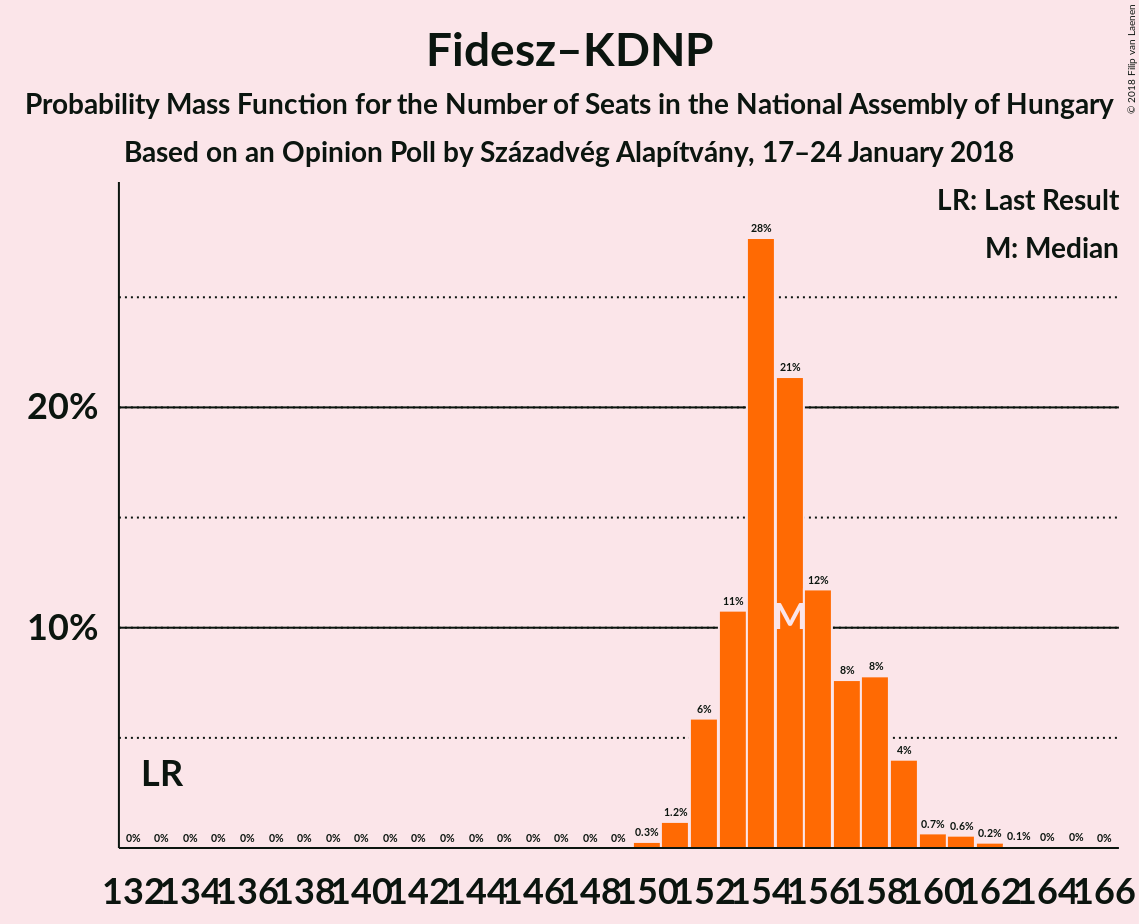 Fidesz–KDNP
Probability Mass Function for the Number of Seats in the National Assembly of Hungary
Based on an Opinion Poll by Századvég Alapítvány, 17–24 January 2018
© 2018 Filip van Laenen
LR: Last Result
M: Median
28%
21%
20%
12%
11%
M
10%
8%
8%
6%
4%
LR
1.2%
0% 0% 0% 0% 0% 0% 0% 0% 0% 0% 0% 0% 0% 0% 0% 0% 0% 0% 0.3% 0.7% 0.6% 0.2% 0.1% 0% 0% 0%
132 134 136 138 140 142 144 146 148 150 152 154 156 158 160 162 164 166